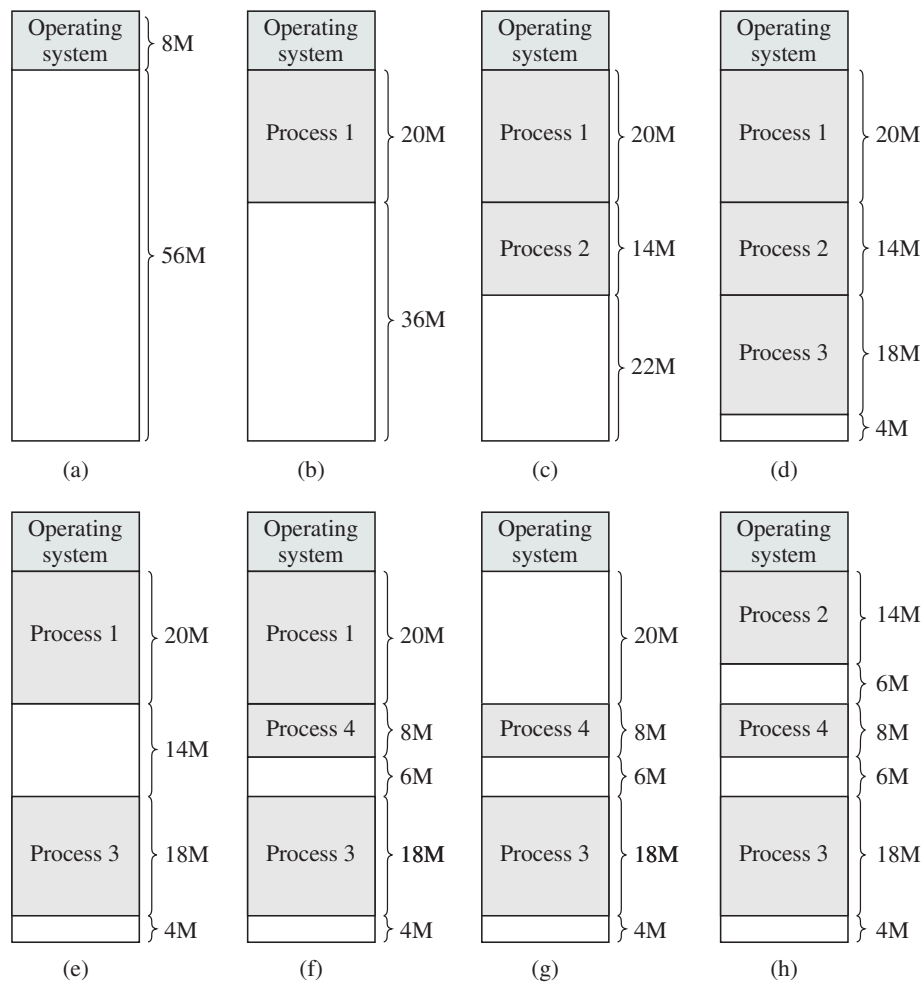 Operating
system
8M
56M
(a)
Operating
system
Process 1
20M
36M
(b)
Operating
system
Process 1
20M
Process 2
14M
22M
(c)
Operating
system
Process 1
20M
Process 2
14M
Process 3
18M
4M
(d)
Operating
system
Process 1
20M
14M
Process 3
18M
4M
(e)
Operating
system
Process 1
20M
Process 4
8M
6M
Process 3
18M
4M
(f)
Operating
system
20M
Process 4
8M
6M
Process 3
18M
4M
(g)
Operating
system
Process 2
14M
6M
Process 4
8M
6M
Process 3
18M
4M
(h)